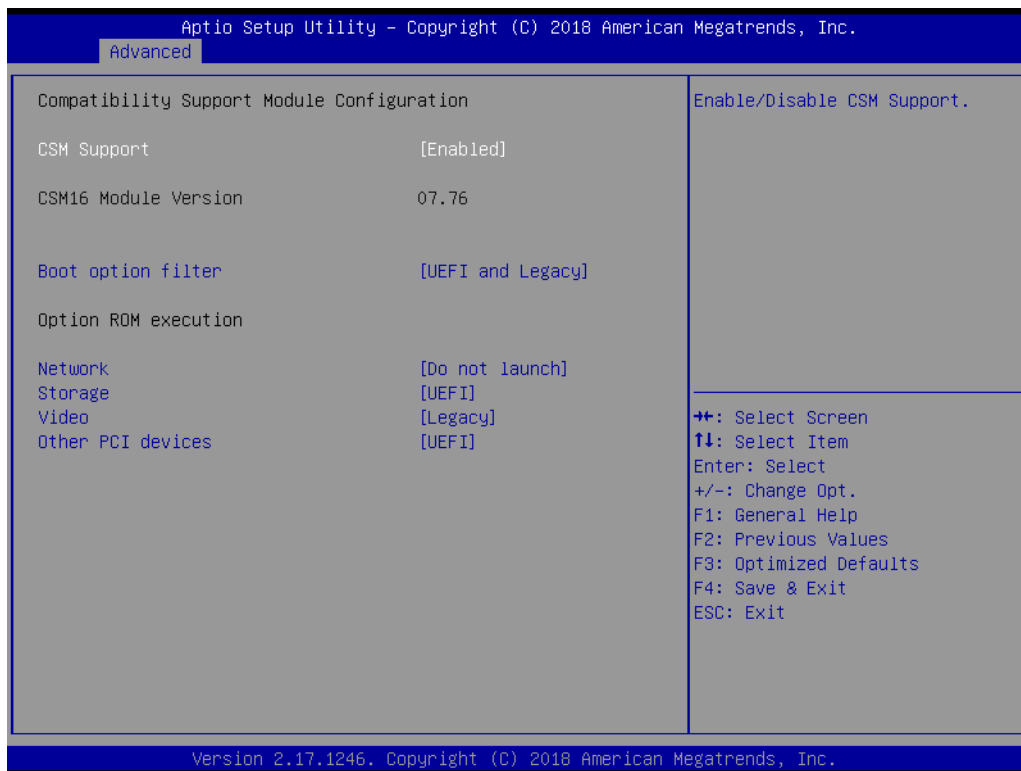 Aptio Setup Utility – Copyright (C) 2018 American Megatrends, Inc.
Advanced
Compatibility Support Module Configuration
CSM Support [Enabled]
CSM16 Module Version 07.76
Boot option filter [UEFI and Legacy]
Option ROM execution
Network [Do not launch]
Storage [UEFI]
Video [Legacy]
Other PCI devices [UEFI]
Enable/Disable CSM Support.
→←: Select Screen
↑↓: Select Item
Enter: Select
+/-: Change Opt.
F1: General Help
F2: Previous Values
F3: Optimized Defaults
F4: Save & Exit
ESC: Exit
Version 2.17.1246. Copyright (C) 2018 American Megatrends, Inc.